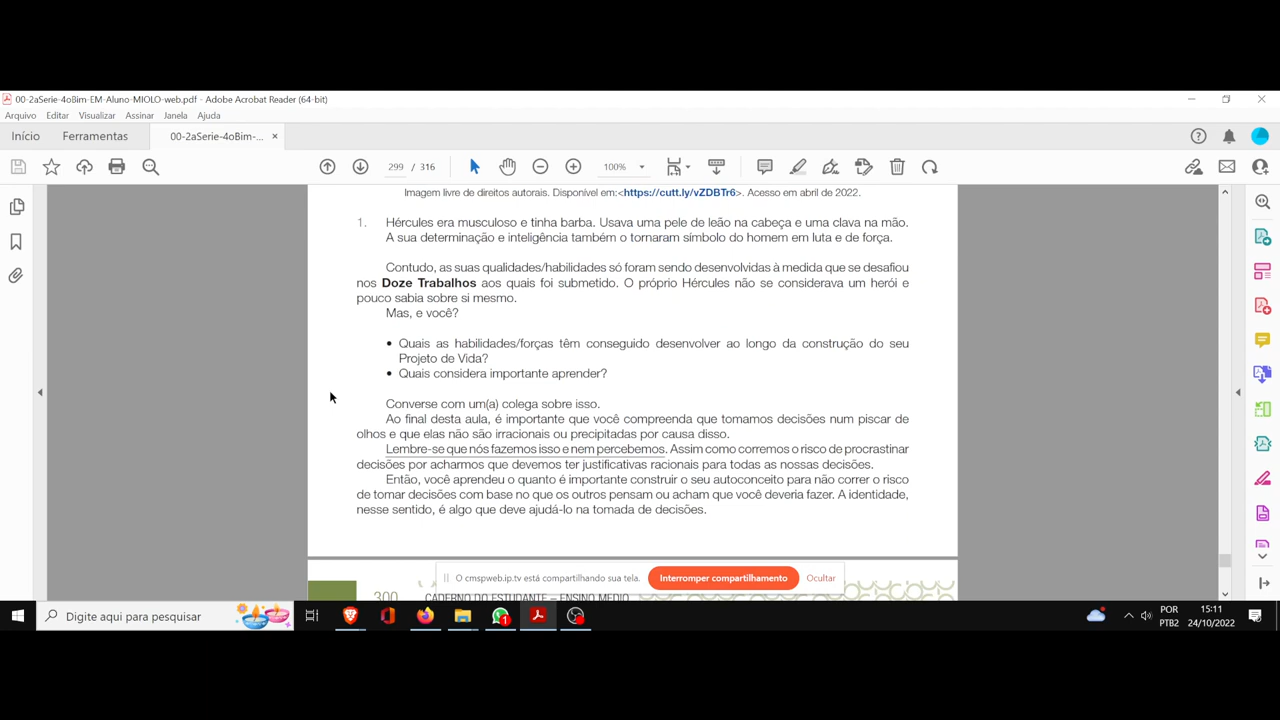 00-2aSerie-4oBim-EM-Aluno-MIOLO-web.pdf - Adobe Acrobat Reader (64-bit)
Arquivo Editar Visualizar Assinar Janela Ajuda
Início Ferramentas 00-2aSerie-4oBim-... ×
299 / 316 100%
Imagem livre de direitos autorais. Disponível em:<https://cutt.ly/vZDBTr6>. Acesso em abril de 2022.
1. Hércules era musculoso e tinha barba. Usava uma pele de leão na cabeça e uma clava na mão.
A sua determinação e inteligência também o tornaram símbolo do homem em luta e de força.
Contudo, as suas qualidades/habilidades só foram sendo desenvolvidas à medida que se desafiou
nos Doze Trabalhos aos quais foi submetido. O próprio Hércules não se considerava um herói e
pouco sabia sobre si mesmo.
Mas, e você?
• Quais as habilidades/forças têm conseguido desenvolver ao longo da construção do seu
Projeto de Vida?
• Quais considera importante aprender?
Converse com um(a) colega sobre isso.
Ao final desta aula, é importante que você compreenda que tomamos decisões num piscar de
olhos e que elas não são irracionais ou precipitadas por causa disso.
Lembre-se que nós fazemos isso e nem percebemos. Assim como corremos o risco de procrastinar
decisões por acharmos que devemos ter justificativas racionais para todas as nossas decisões.
Então, você aprendeu o quanto é importante construir o seu autoconceito para não correr o risco
de tomar decisões com base no que os outros pensam ou acham que você deveria fazer. A identidade,
nesse sentido, é algo que deve ajudá-lo na tomada de decisões.
O cmspweb.ip.tv está compartilhando sua tela. Interromper compartilhamento Ocultar
300 CADERNO DO ESTUDANTE – ENSINO MÉDIO
Digite aqui para pesquisar 1 POR 15:11
PTB2 24/10/2022